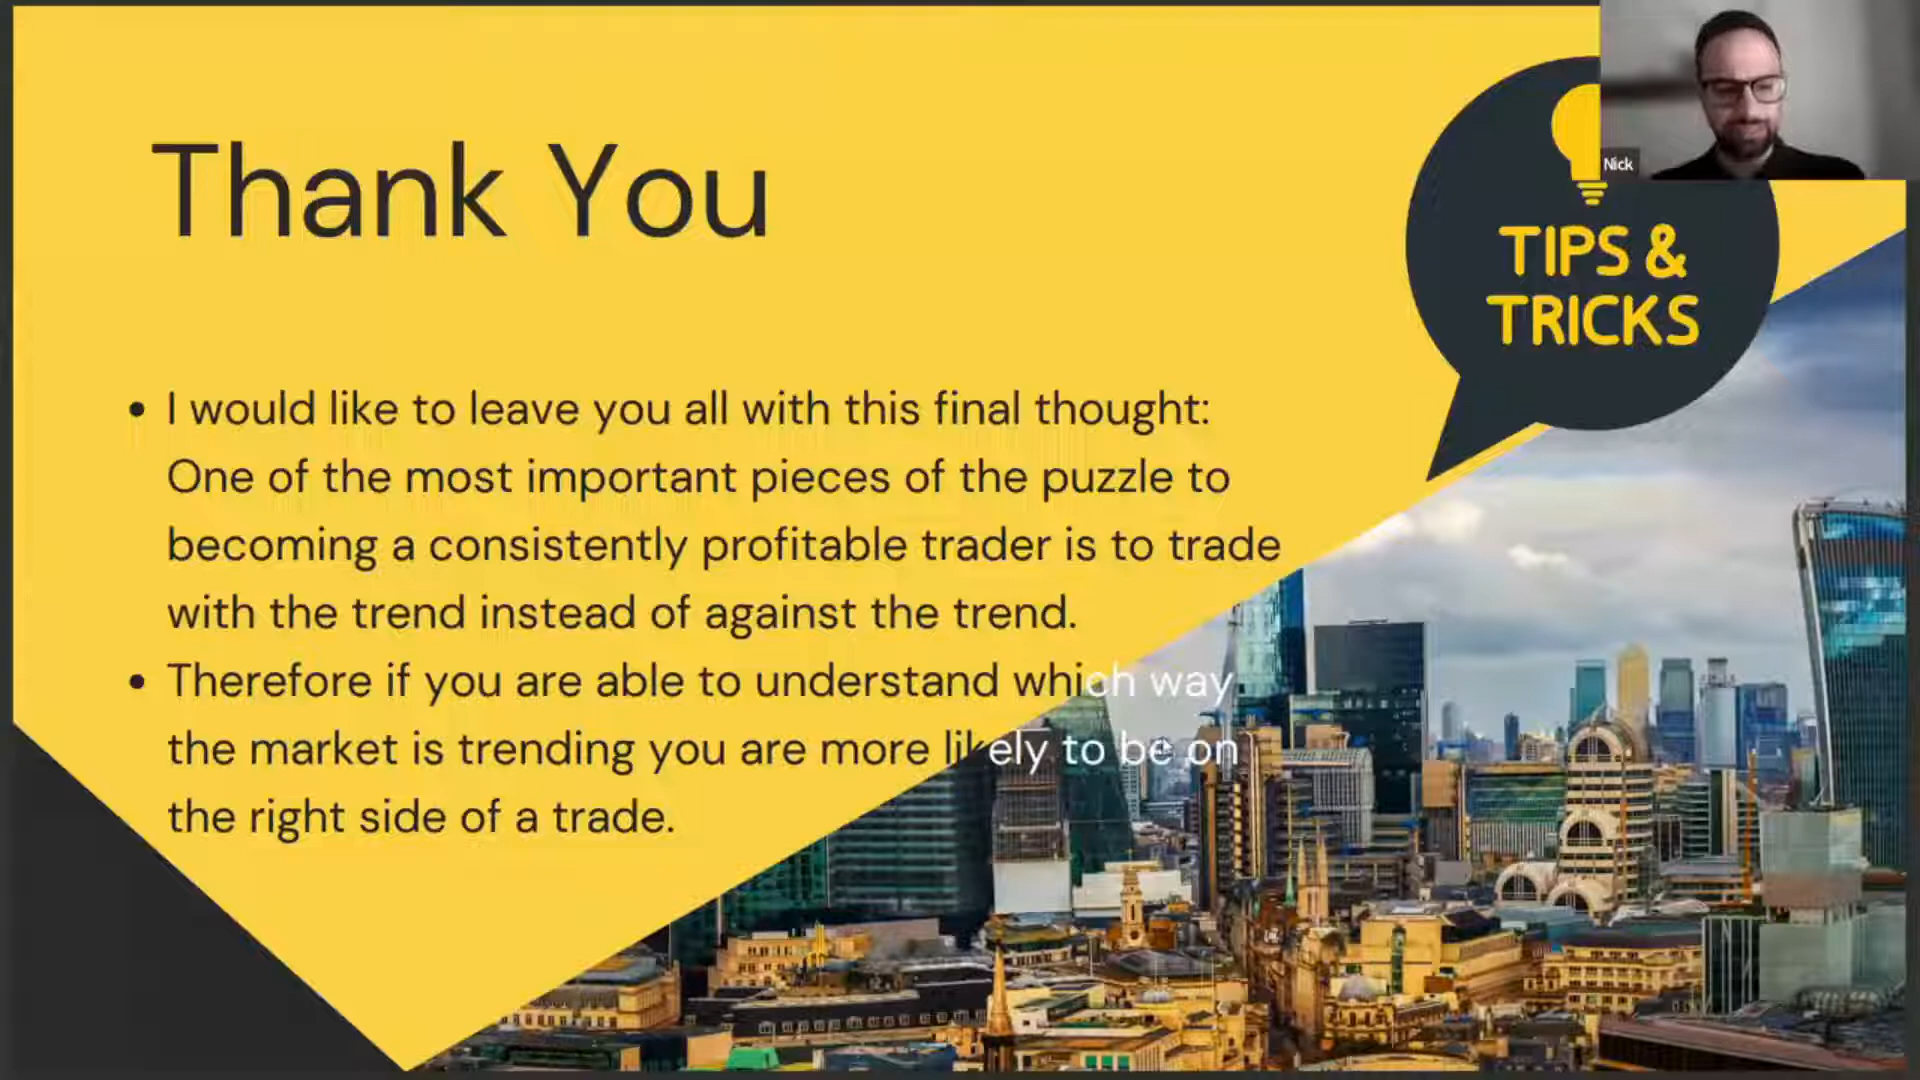 Thank You
Nick
TIPS &
TRICKS
• I would like to leave you all with this final thought:
One of the most important pieces of the puzzle to
becoming a consistently profitable trader is to trade
with the trend instead of against the trend.
• Therefore if you are able to understand which way
the market is trending you are more likely to be on
the right side of a trade.